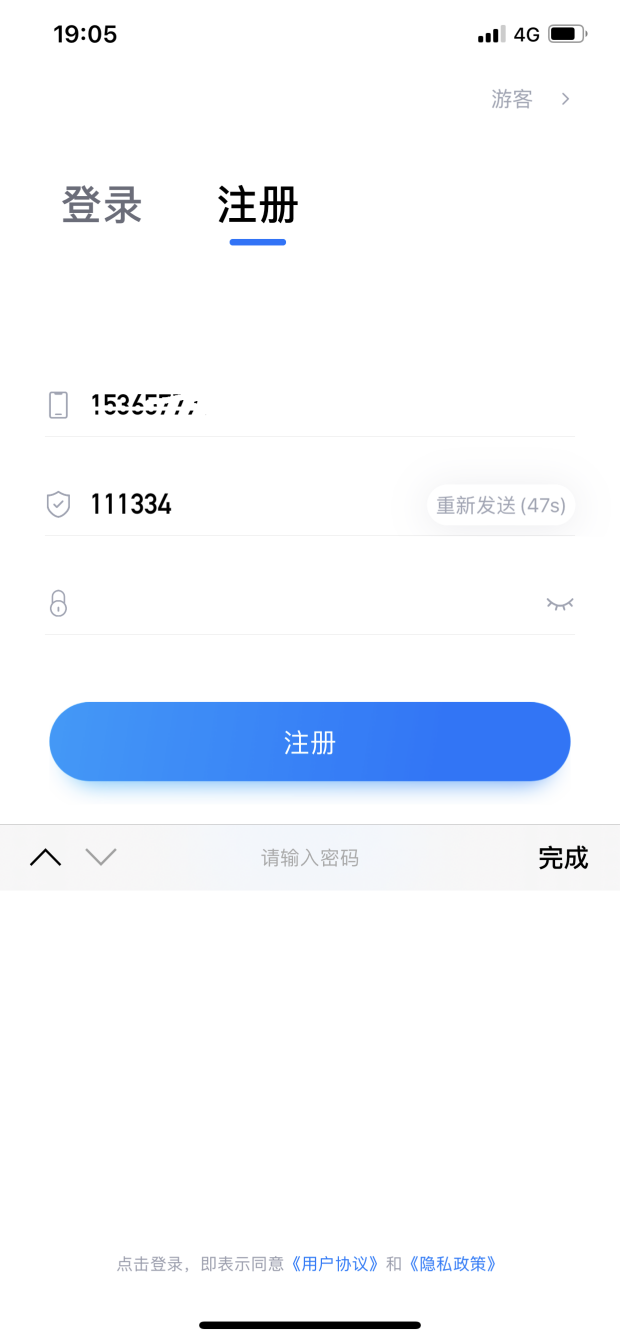 19:05 4G
游客
登录 注册
111334 重新发送 (47s)
注册
请输入密码 完成
点击登录，即表示同意《用户协议》和《隐私政策》